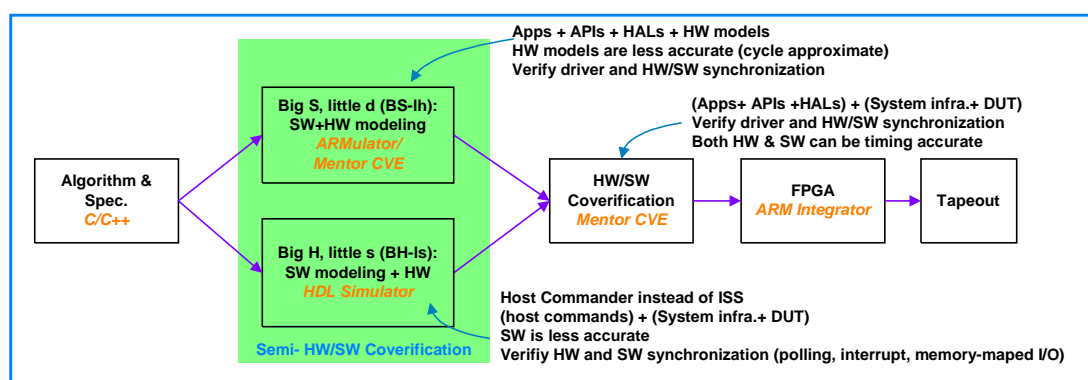 Apps + APIs + HALs + HW models
HW models are less accurate (cycle approximate)
Verify driver and HW/SW synchronization
Big S, little d (BS-lh):
SW+HW modeling
ARMulator/
Mentor CVE
(Apps+ APIs +HALs) + (System infra.+ DUT)
Verify driver and HW/SW synchronization
Both HW & SW can be timing accurate
Algorithm &
Spec.
C/C++
HW/SW
Coverification
Mentor CVE
FPGA
ARM Integrator
Tapeout
Big H, little s (BH-ls):
SW modeling + HW
HDL Simulator
Semi- HW/SW Coverification
Host Commander instead of ISS
(host commands) + (System infra.+ DUT)
SW is less accurate
Verifiy HW and SW synchronization (polling, interrupt, memory-maped I/O)